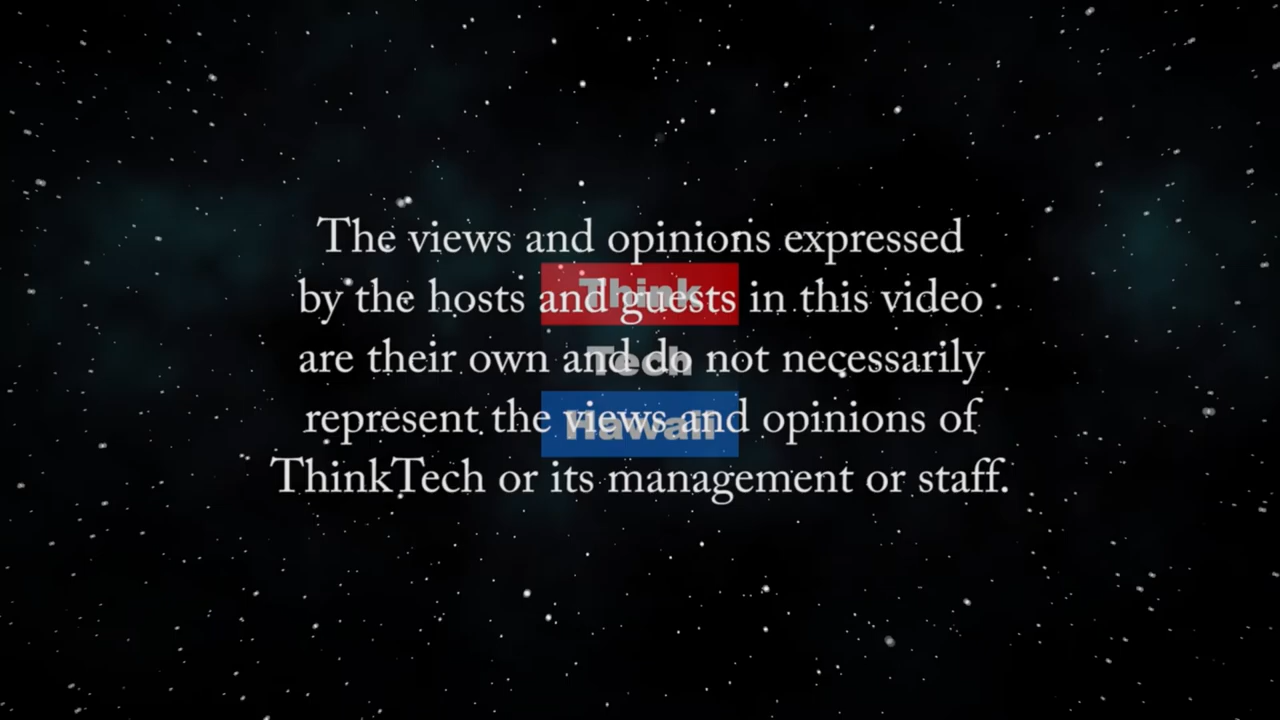 The views and opinions expressed
by the hosts and guests in this video
are their own and do not necessarily
represent the views and opinions of
ThinkTech or its management or staff.
Think
Tech
Hawaii